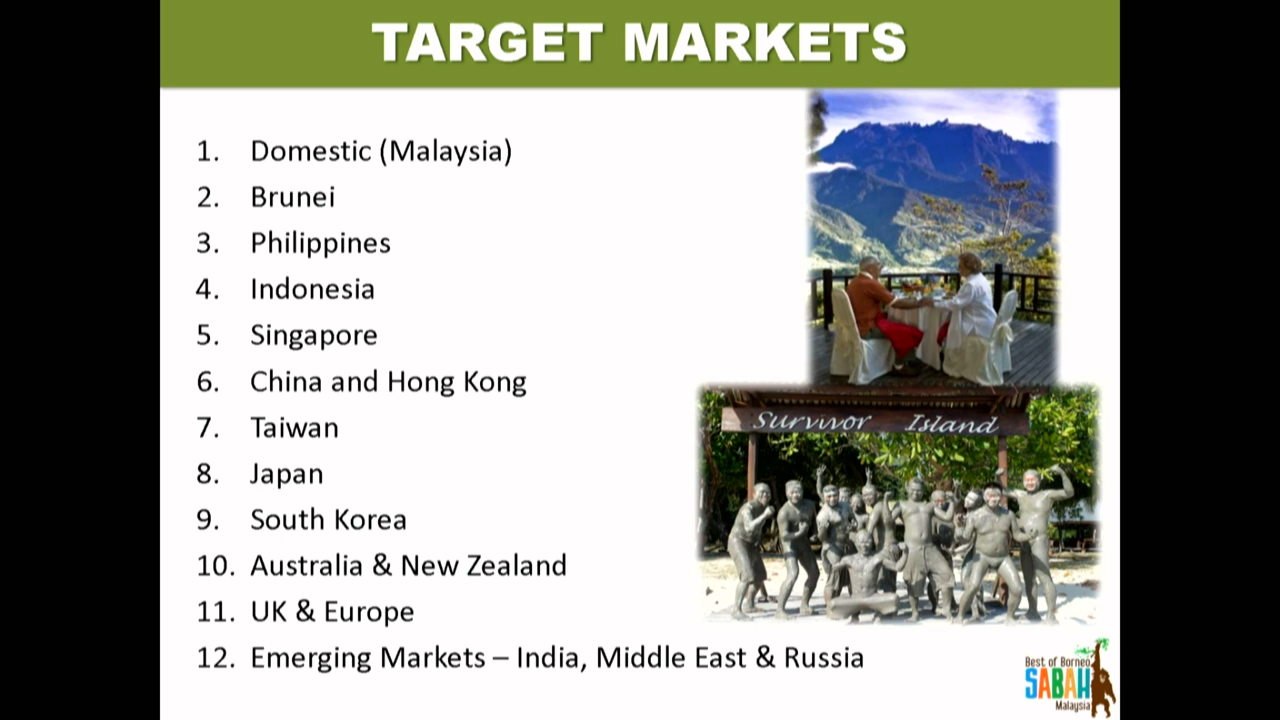 TARGET MARKETS
1. Domestic (Malaysia)
2. Brunei
3. Philippines
4. Indonesia
5. Singapore
6. China and Hong Kong
7. Taiwan
8. Japan
9. South Korea
10. Australia & New Zealand
11. UK & Europe
12. Emerging Markets – India, Middle East & Russia
Survivor Island
Best of Borneo
SABAH
Malaysia